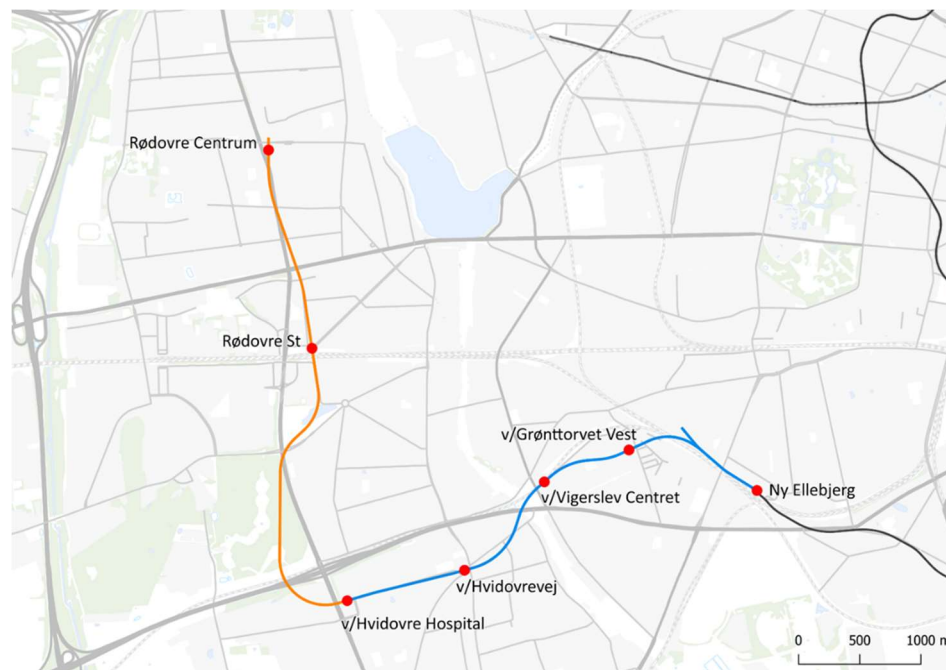 Rødovre Centrum
Rødovre St
v/Grønttorvet Vest
Ny Ellebjerg
v/Vigerslev Centret
v/Hvidovrevej
v/Hvidovre Hospital
0 500 1000 m